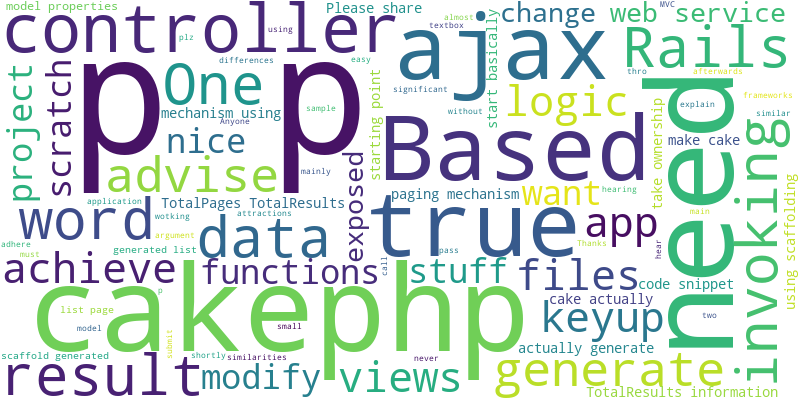 model properties
plz
using
Please share
almost
textbox
change
MVC
web service
controller
p p
ajax
Rails
differences
easy
thro
afterwards
project
scratch
One
mechanism using
Anyone
sample
significant
without
start basically
logic
explain
frameworks
similar
nice
starting point
Based
need
make cake
invoking
advise
mainly
exposed
paging mechanism
want
take ownership
hearing
main
using scaffolding
word
application
TotalPages TotalResults
attractions
wotking
data
true
app
adhere
must
generated list
argument
call
pass
Thanks
hear
achieve
functions
stuff
files
code snippet
cakephp
p
cake actually
keyup
two
list page
model
small
submit
scaffold generated
shortly
similarities
never
actually generate
result
modify
views
generate
TotalResults information